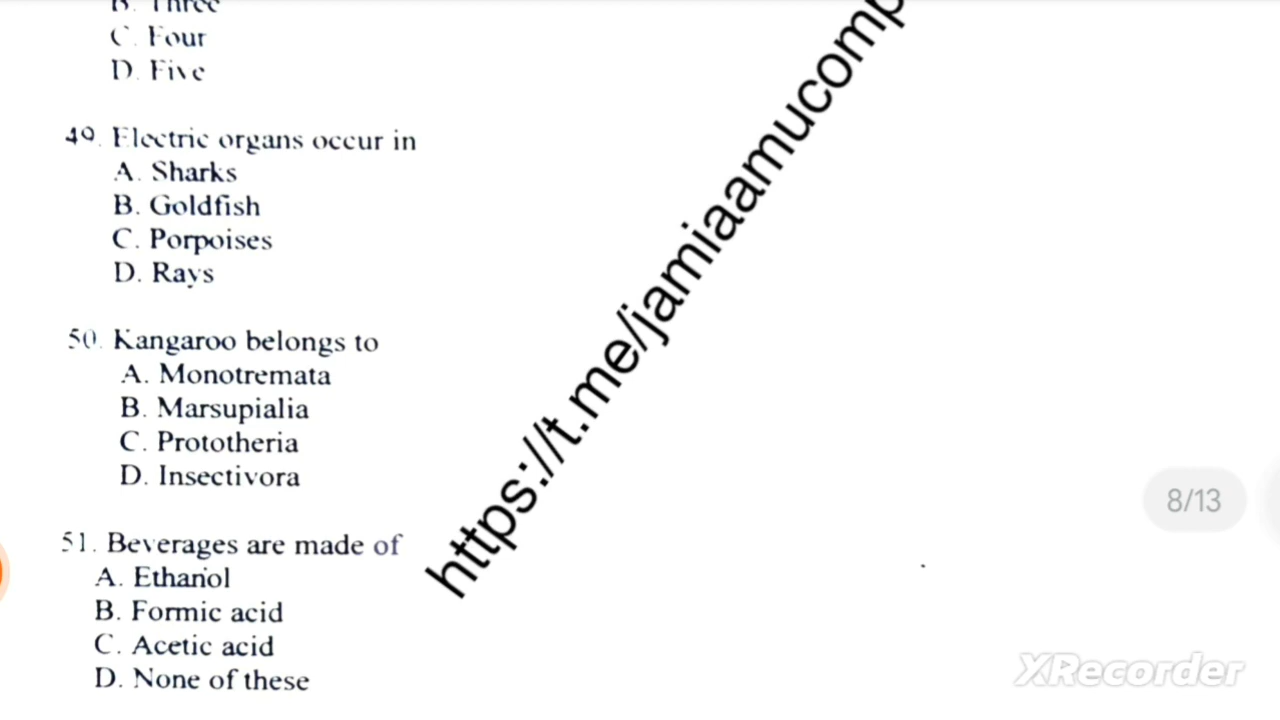 B. Three
C. Four
D. Five
49. Electric organs occur in
A. Sharks
B. Goldfish
C. Porpoises
D. Rays
50. Kangaroo belongs to
A. Monotremata
B. Marsupialia
C. Prototheria
D. Insectivora
51. Beverages are made of
A. Ethanol
B. Formic acid
C. Acetic acid
D. None of these
https://t.me/jamiaamucomp
8/13
XRecorder